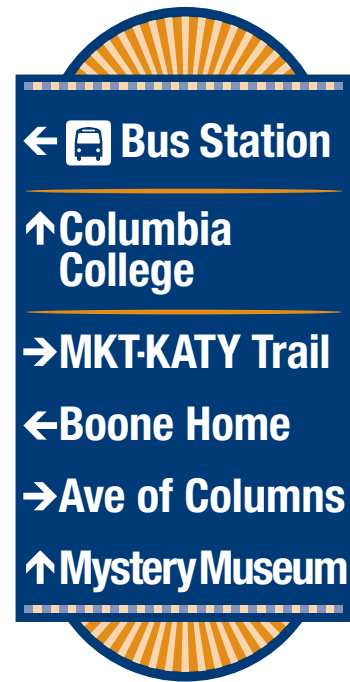 ← Bus Station
↑ Columbia
College
→ MKT-KATY Trail
← Boone Home
→ Ave of Columns
↑ Mystery Museum